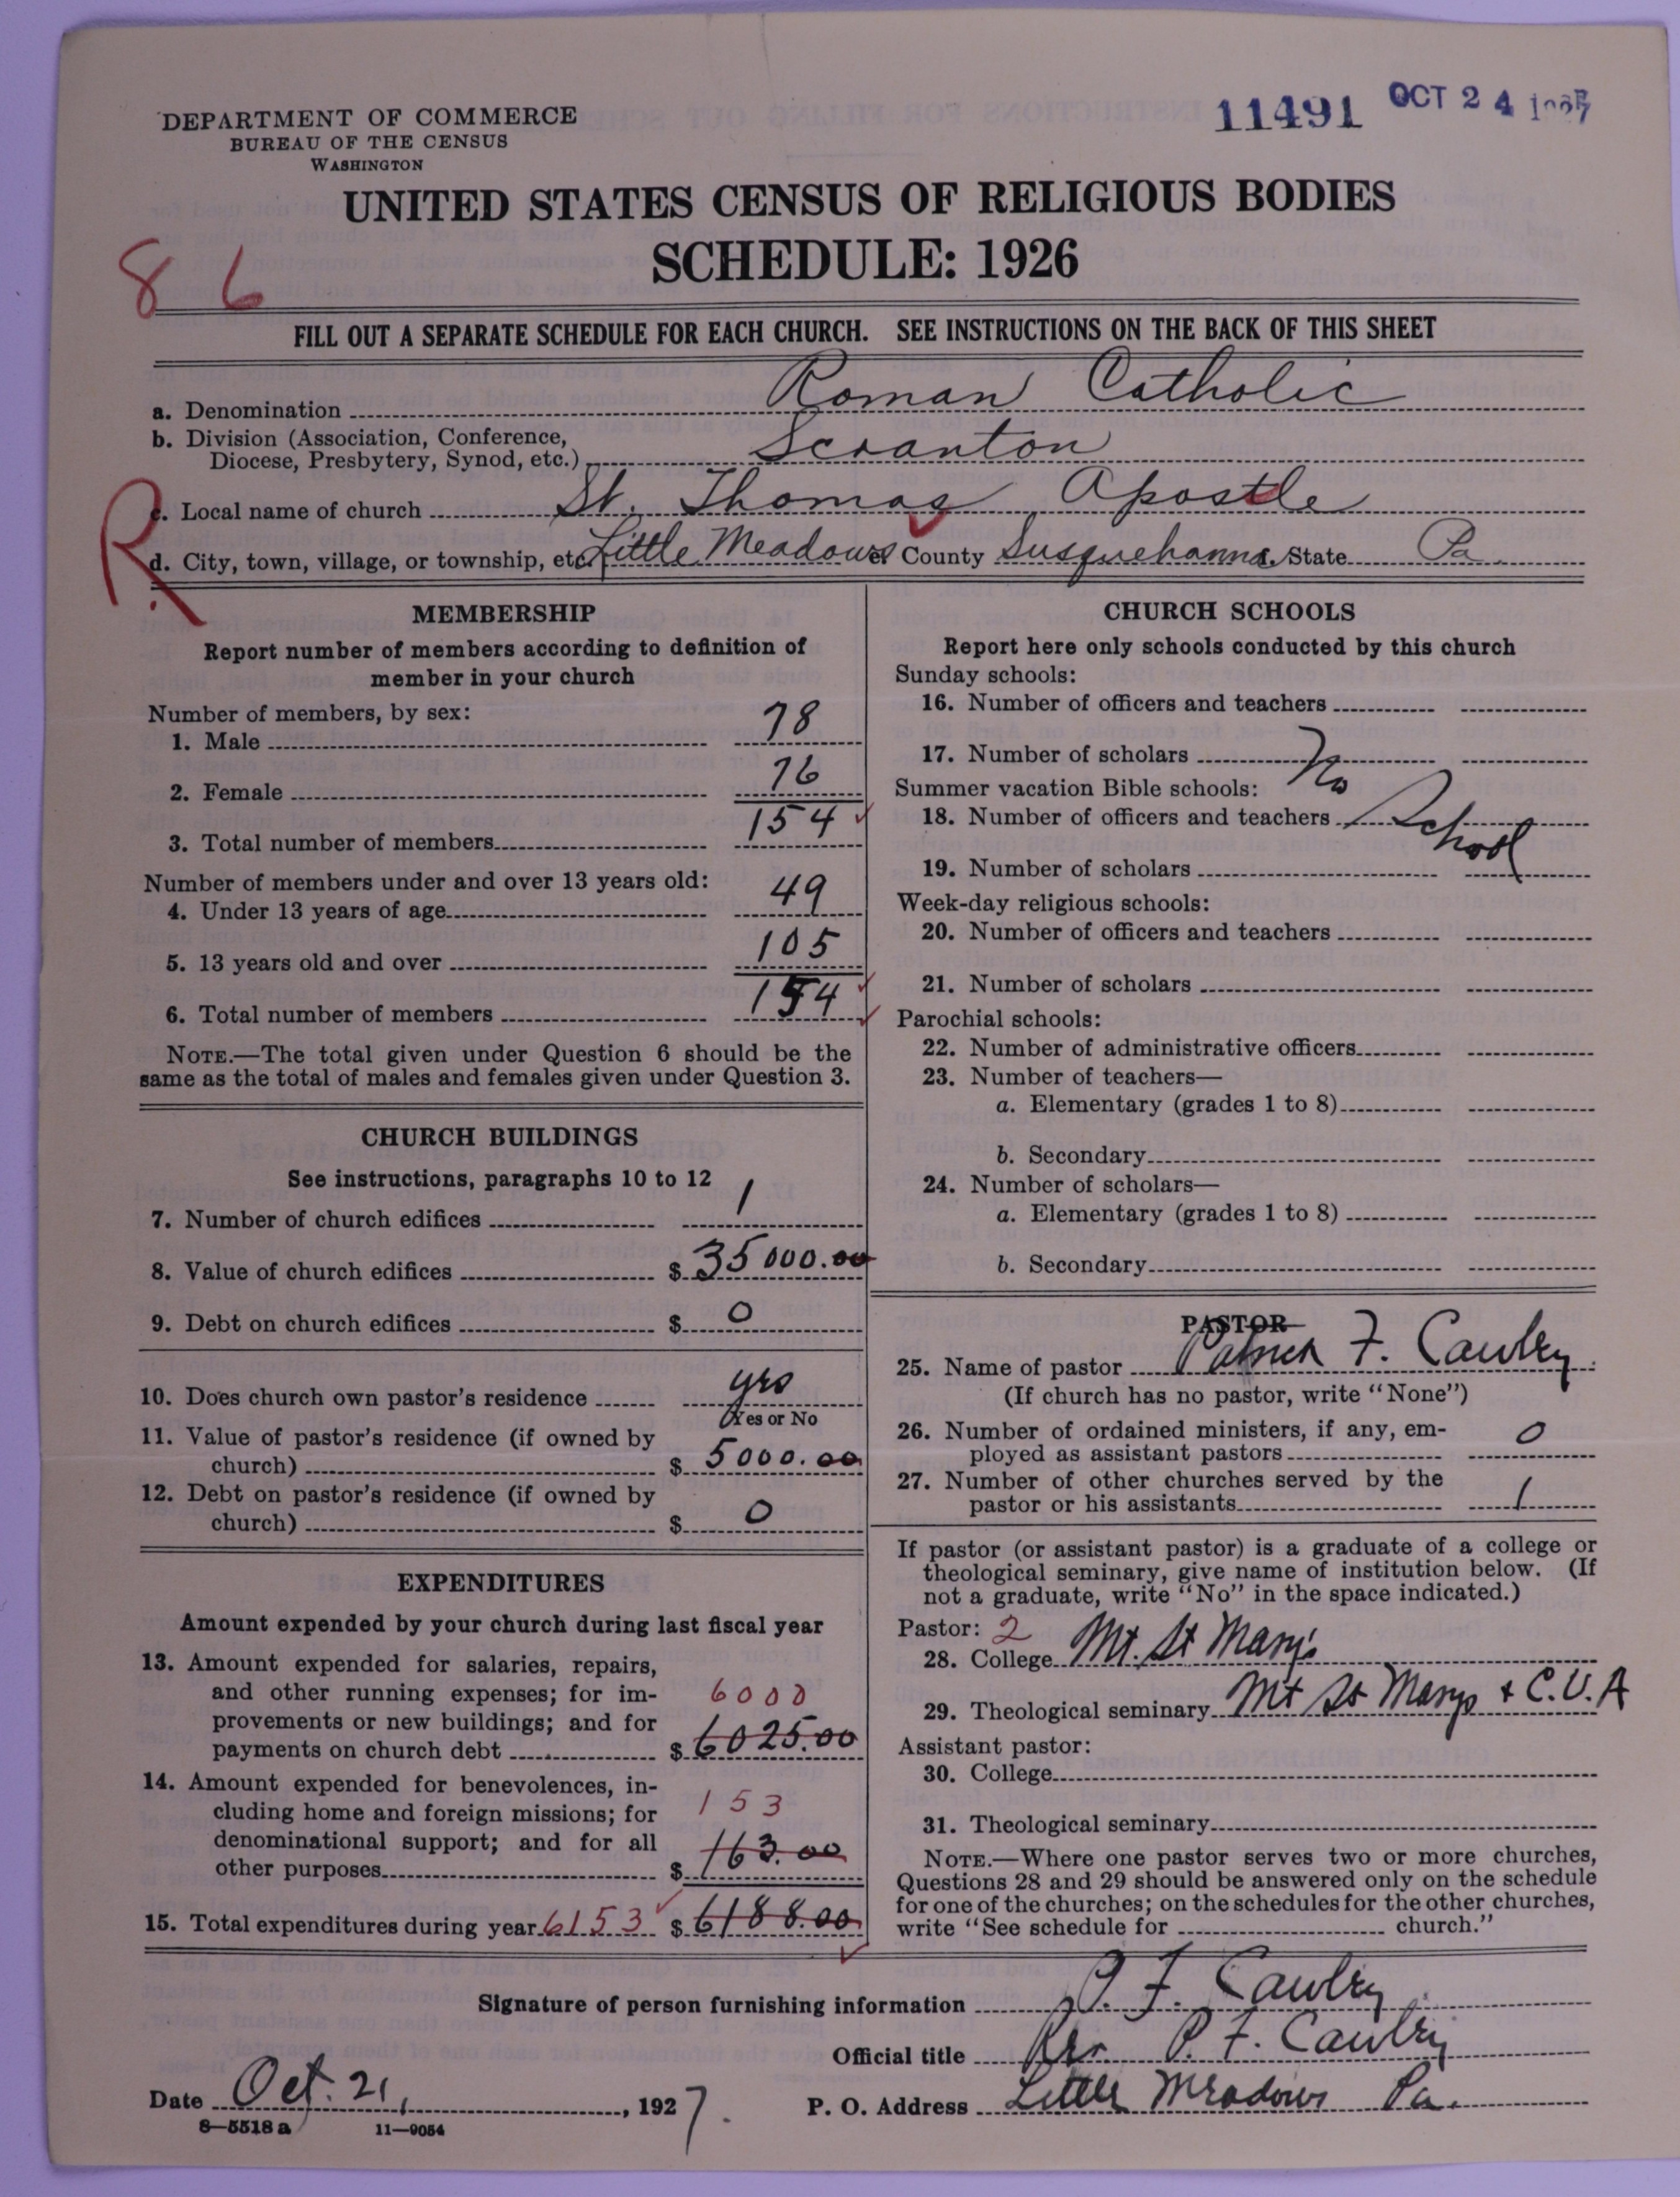 DEPARTMENT OF COMMERCE
BUREAU OF THE CENSUS
WASHINGTON
11491 OCT 24
UNITED STATES CENSUS OF RELIGIOUS BODIES
SCHEDULE: 1926
8 6
FILL OUT A SEPARATE SCHEDULE FOR EACH CHURCH. SEE INSTRUCTIONS ON THE BACK OF THIS SHEET
a. Denomination Roman Catholic
b. Division (Association, Conference,
Diocese, Presbytery, Synod, etc.) Scranton
R
c. Local name of church St. Thomas Apostle
d. City, town, village, or township, etc. Little Meadows County Susquehanna State Pa
MEMBERSHIP
Report number of members according to definition of
member in your church
Number of members, by sex:
1. Male 78
2. Female 76
3. Total number of members 154
Number of members under and over 13 years old:
4. Under 13 years of age 49
5. 13 years old and over 105
6. Total number of members 154
NOTE.—The total given under Question 6 should be the
same as the total of males and females given under Question 3.
CHURCH BUILDINGS
See instructions, paragraphs 10 to 12
7. Number of church edifices 1
8. Value of church edifices $ 35000.00
9. Debt on church edifices $ 0
10. Does church own pastor's residence yes
Yes or No
11. Value of pastor's residence (if owned by
church) $ 5000.00
12. Debt on pastor's residence (if owned by
church) $ 0
EXPENDITURES
Amount expended by your church during last fiscal year
13. Amount expended for salaries, repairs,
and other running expenses; for im- 6000
provements or new buildings; and for
payments on church debt $ 6025.00
14. Amount expended for benevolences, in-
cluding home and foreign missions; for 153
denominational support; and for all
other purposes $ 163.00
15. Total expenditures during year 6153 $ 6188.00
CHURCH SCHOOLS
Report here only schools conducted by this church
Sunday schools:
16. Number of officers and teachers
17. Number of scholars No
Summer vacation Bible schools:
18. Number of officers and teachers School
19. Number of scholars
Week-day religious schools:
20. Number of officers and teachers
21. Number of scholars
Parochial schools:
22. Number of administrative officers
23. Number of teachers—
a. Elementary (grades 1 to 8)
b. Secondary
24. Number of scholars—
a. Elementary (grades 1 to 8)
b. Secondary
PASTOR
25. Name of pastor Patrick F. Cawley
(If church has no pastor, write "None")
26. Number of ordained ministers, if any, em-
ployed as assistant pastors 0
27. Number of other churches served by the
pastor or his assistants 1
If pastor (or assistant pastor) is a graduate of a college or
theological seminary, give name of institution below. (If
not a graduate, write "No" in the space indicated.)
Pastor: 2
28. College Mt. St Mary's
29. Theological seminary Mt St Marys + C.U.A
Assistant pastor:
30. College
31. Theological seminary
NOTE.—Where one pastor serves two or more churches,
Questions 28 and 29 should be answered only on the schedule
for one of the churches; on the schedules for the other churches,
write "See schedule for church."
Signature of person furnishing information P. F. Cawley
Official title Rev P. F. Cawley
Date Oct. 21, 1927. P. O. Address Little Meadows Pa.
8—5518 a 11—9054